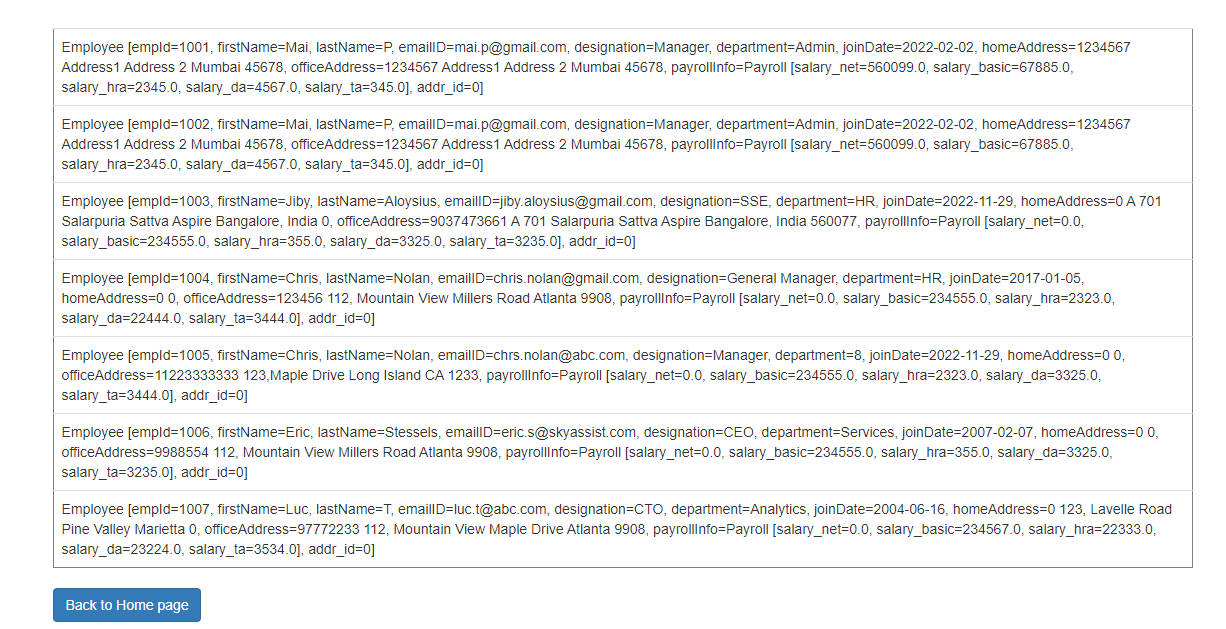 Employee [empId=1001, firstName=Mai, lastName=P, emailID=mai.p@gmail.com, designation=Manager, department=Admin, joinDate=2022-02-02, homeAddress=1234567
Address1 Address 2 Mumbai 45678, officeAddress=1234567 Address1 Address 2 Mumbai 45678, payrollInfo=Payroll [salary_net=560099.0, salary_basic=67885.0,
salary_hra=2345.0, salary_da=4567.0, salary_ta=345.0], addr_id=0]
Employee [empId=1002, firstName=Mai, lastName=P, emailID=mai.p@gmail.com, designation=Manager, department=Admin, joinDate=2022-02-02, homeAddress=1234567
Address1 Address 2 Mumbai 45678, officeAddress=1234567 Address1 Address 2 Mumbai 45678, payrollInfo=Payroll [salary_net=560099.0, salary_basic=67885.0,
salary_hra=2345.0, salary_da=4567.0, salary_ta=345.0], addr_id=0]
Employee [empId=1003, firstName=Jiby, lastName=Aloysius, emailID=jiby.aloysius@gmail.com, designation=SSE, department=HR, joinDate=2022-11-29, homeAddress=0 A 701
Salarpuria Sattva Aspire Bangalore, India 0, officeAddress=9037473661 A 701 Salarpuria Sattva Aspire Bangalore, India 560077, payrollInfo=Payroll [salary_net=0.0,
salary_basic=234555.0, salary_hra=355.0, salary_da=3325.0, salary_ta=3235.0], addr_id=0]
Employee [empId=1004, firstName=Chris, lastName=Nolan, emailID=chris.nolan@gmail.com, designation=General Manager, department=HR, joinDate=2017-01-05,
homeAddress=0 0, officeAddress=123456 112, Mountain View Millers Road Atlanta 9908, payrollInfo=Payroll [salary_net=0.0, salary_basic=234555.0, salary_hra=2323.0,
salary_da=22444.0, salary_ta=3444.0], addr_id=0]
Employee [empId=1005, firstName=Chris, lastName=Nolan, emailID=chrs.nolan@abc.com, designation=Manager, department=8, joinDate=2022-11-29, homeAddress=0 0,
officeAddress=11223333333 123,Maple Drive Long Island CA 1233, payrollInfo=Payroll [salary_net=0.0, salary_basic=234555.0, salary_hra=2323.0, salary_da=3325.0,
salary_ta=3444.0], addr_id=0]
Employee [empId=1006, firstName=Eric, lastName=Stessels, emailID=eric.s@skyassist.com, designation=CEO, department=Services, joinDate=2007-02-07, homeAddress=0 0,
officeAddress=9988554 112, Mountain View Millers Road Atlanta 9908, payrollInfo=Payroll [salary_net=0.0, salary_basic=234555.0, salary_hra=355.0, salary_da=3325.0,
salary_ta=3235.0], addr_id=0]
Employee [empId=1007, firstName=Luc, lastName=T, emailID=luc.t@abc.com, designation=CTO, department=Analytics, joinDate=2004-06-16, homeAddress=0 123, Lavelle Road
Pine Valley Marietta 0, officeAddress=97772233 112, Mountain View Maple Drive Atlanta 9908, payrollInfo=Payroll [salary_net=0.0, salary_basic=234567.0, salary_hra=22333.0,
salary_da=23224.0, salary_ta=3534.0], addr_id=0]
Back to Home page